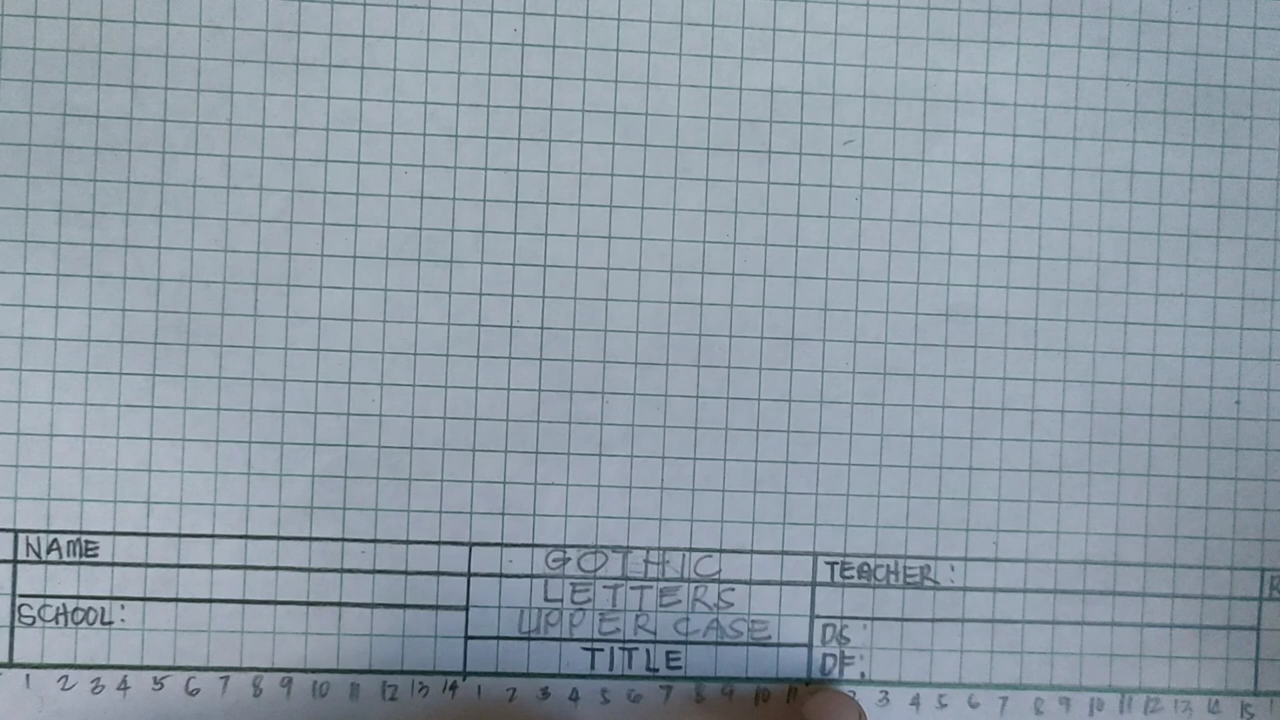 NAME
SCHOOL:
GOTHIC
LETTERS
UPPER CASE
TITLE
TEACHER:
DS:
DF:
1 2 3 4 5 6 7 8 9 10 11 12 13 14 1 2 3 4 5 6 7 8 9 10 11 2 3 4 5 6 7 8 9 10 11 12 13 14 15